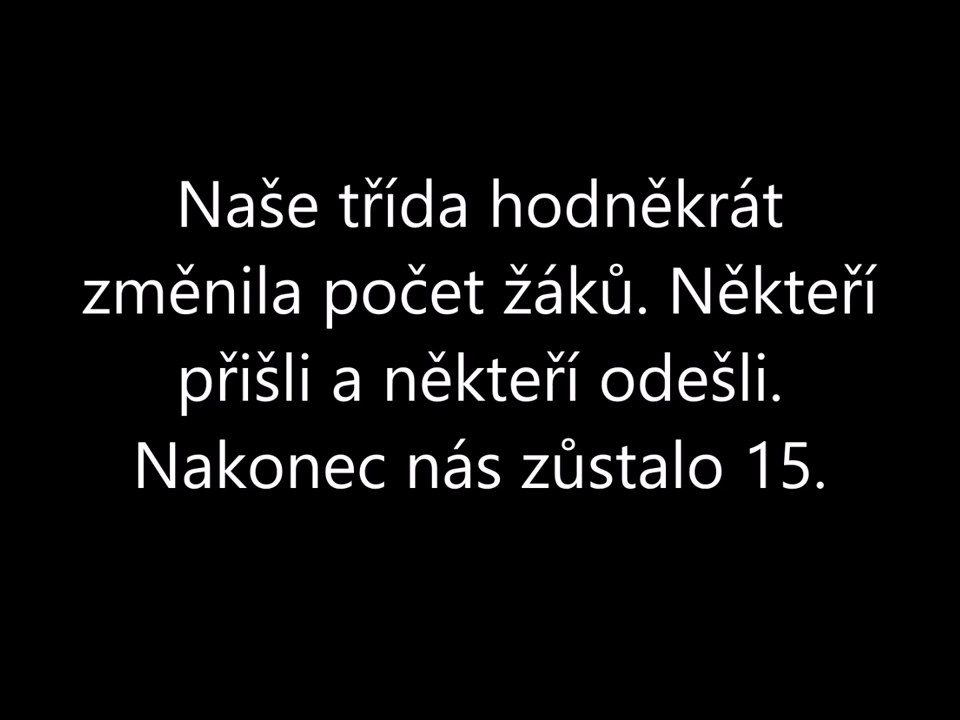 Naše třída hodněkrát
změnila počet žáků. Někteří
přišli a někteří odešli.
Nakonec nás zůstalo 15.